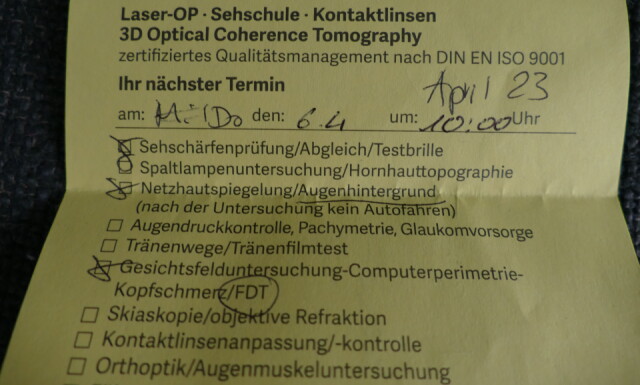 Laser-OP · Sehschule · Kontaktlinsen
3D Optical Coherence Tomography
zertifiziertes Qualitätsmanagement nach DIN EN ISO 9001
Ihr nächster Termin
April 23
am: Mi/Do den: 6.4 um: 10:00 Uhr
Sehschärfenprüfung/Abgleich/Testbrille
Spaltlampenuntersuchung/Hornhauttopographie
Netzhautspiegelung/Augenhintergrund
(nach der Untersuchung kein Autofahren)
Augendruckkontrolle, Pachymetrie, Glaukomvorsorge
Tränenwege/Tränenfilmtest
Gesichtsfelduntersuchung-Computerperimetrie-
Kopfschmerz/FDT
Skiaskopie/objektive Refraktion
Kontaktlinsenanpassung/-kontrolle
Orthoptik/Augenmuskeluntersuchung